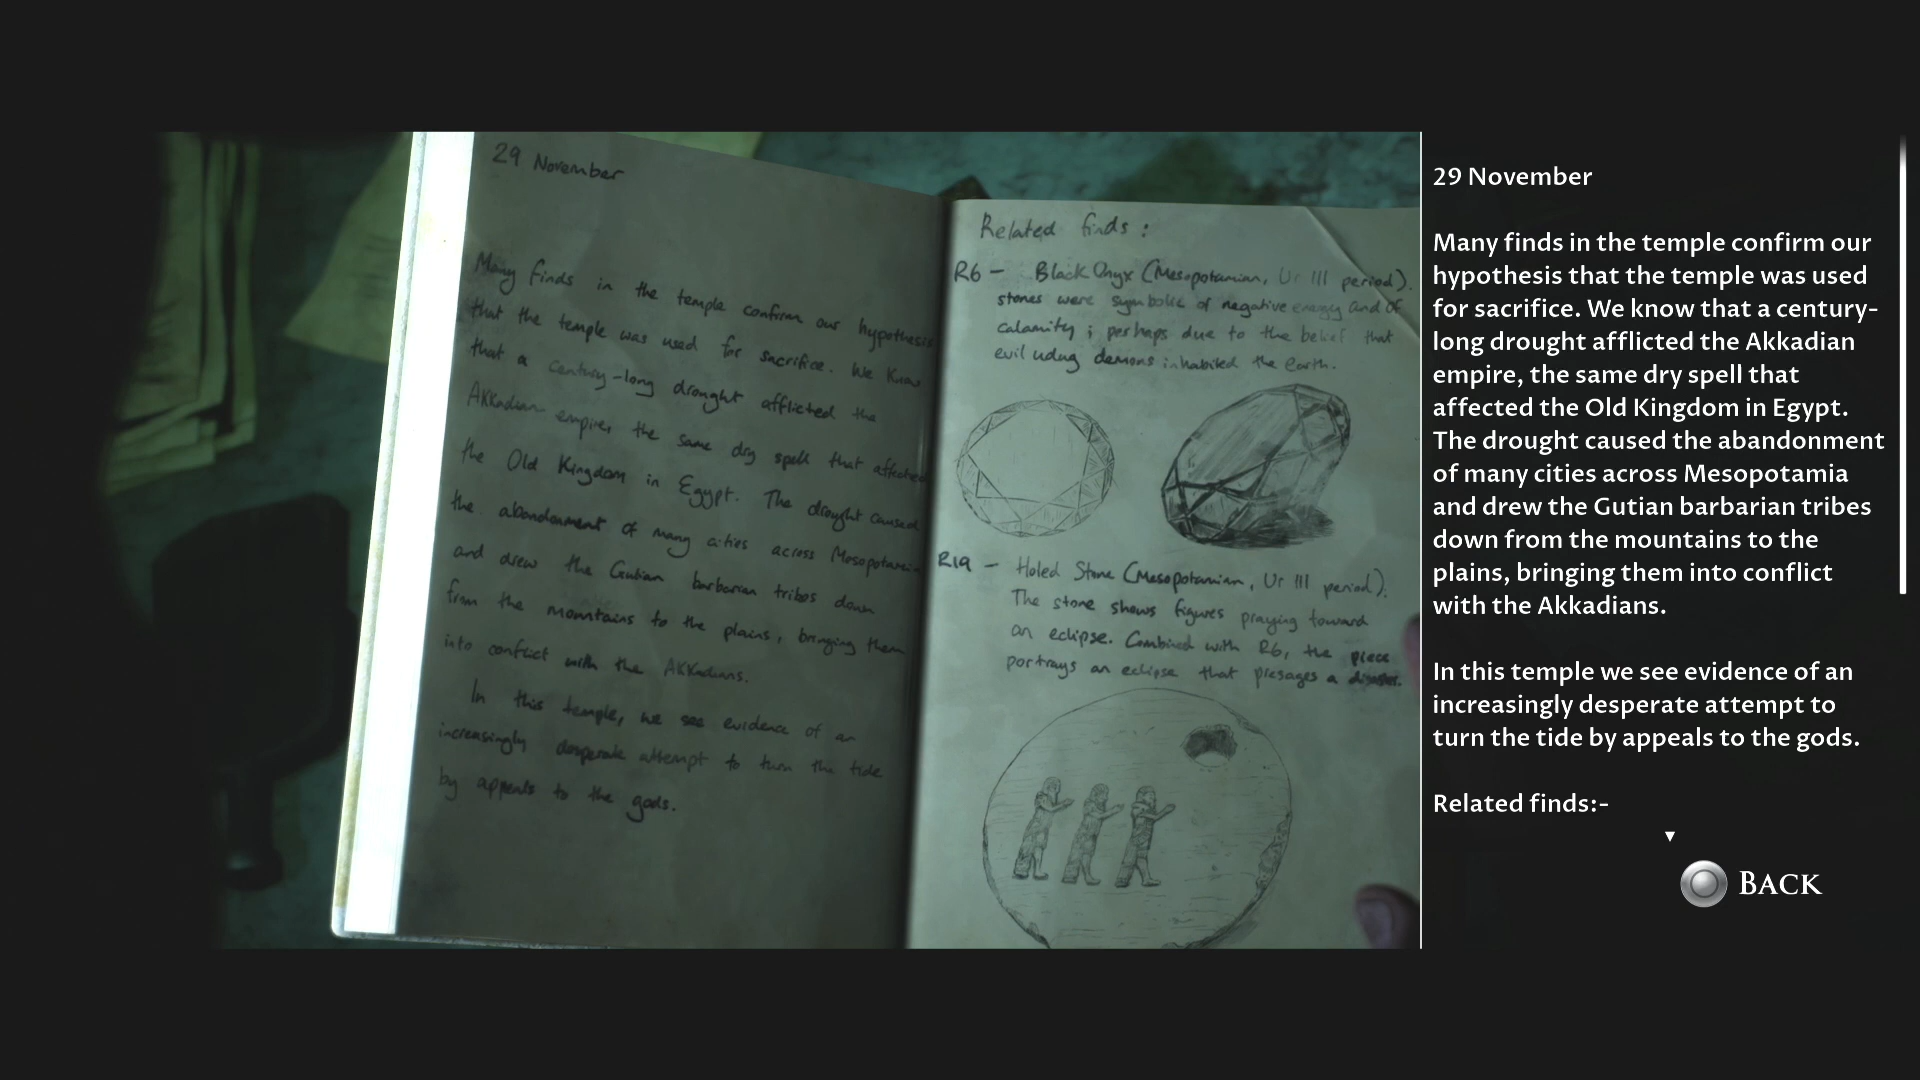 29 November
Many finds in the temple confirm our hypothesis
that the temple was used for sacrifice. We know
that a century-long drought afflicted the
Akkadian empire, the same dry spell that affected
the Old Kingdom in Egypt. The drought caused
the abandonment of many cities across Mesopotamia
and drew the Gutian barbarian tribes down
from the mountains to the plains, bringing them
into conflict with the Akkadians.
In this temple, we see evidence of an
increasingly desperate attempt to turn the tide
by appeals to the gods.
Related finds:
R6 - Black Onyx (Mesopotamian, Ur III period).
stones were symbolic of negative energy and of
calamity; perhaps due to the belief that
evil udug demons inhabited the earth.
R19 - Holed Stone (Mesopotamian, Ur III period).
The stone shows figures praying toward
an eclipse. Combined with R6, the piece
portrays an eclipse that presages a disaster.
29 November
Many finds in the temple confirm our
hypothesis that the temple was used
for sacrifice. We know that a century-
long drought afflicted the Akkadian
empire, the same dry spell that
affected the Old Kingdom in Egypt.
The drought caused the abandonment
of many cities across Mesopotamia
and drew the Gutian barbarian tribes
down from the mountains to the
plains, bringing them into conflict
with the Akkadians.
In this temple we see evidence of an
increasingly desperate attempt to
turn the tide by appeals to the gods.
Related finds:-
BACK